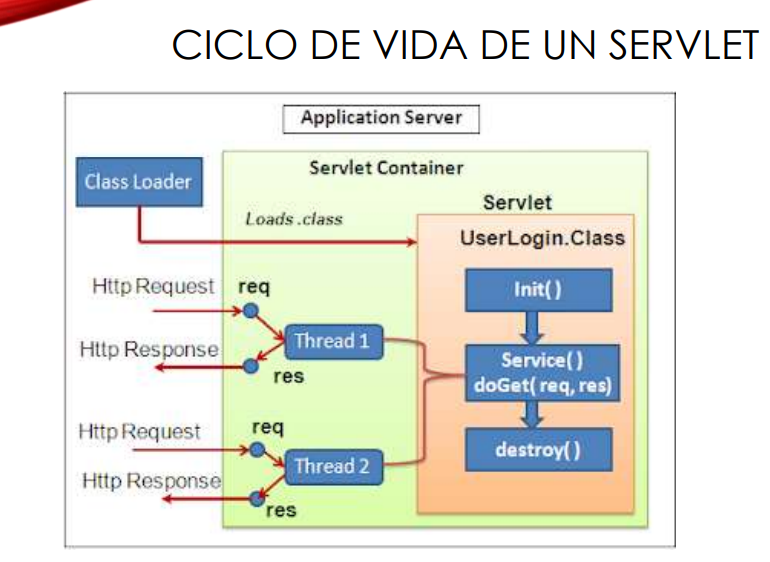 CICLO DE VIDA DE UN SERVLET
Application Server
Servlet Container
Class Loader
Loads .class
Servlet
UserLogin.Class
Init( )
Service( )
doGet( req, res)
destroy( )
Http Request
req
Thread 1
Http Response
res
Http Request
req
Thread 2
Http Response
res